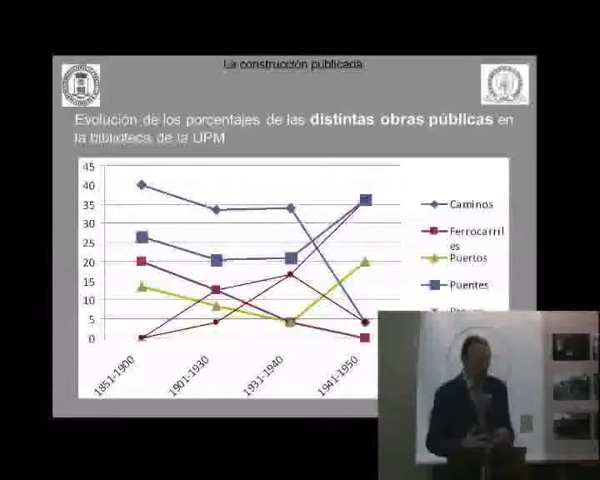 La construcción publicada
Evolución de los porcentajes de las distintas obras públicas en
la biblioteca de la UPM
45
40
35
30
25
20
15
10
5
0
1851-1900
1901-1930
1931-1940
1941-1950
Caminos
Ferrocarril
es
Puertos
Puentes